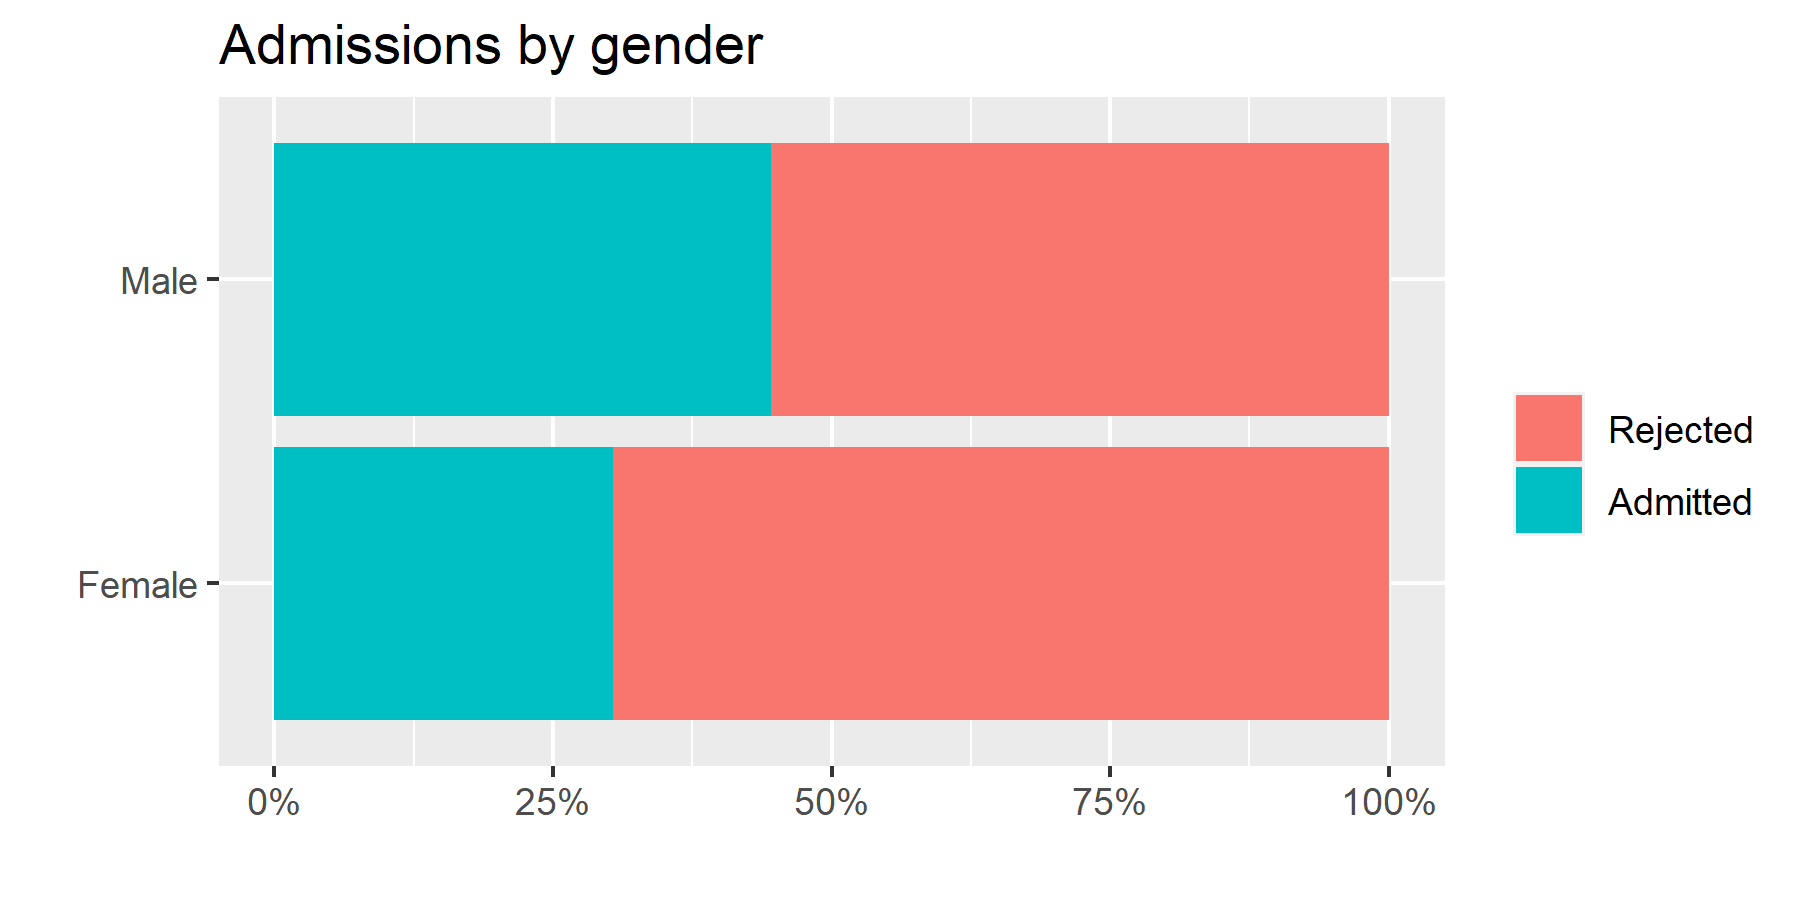 Admissions by gender
Male
Female
0% 25% 50% 75% 100%
Rejected
Admitted